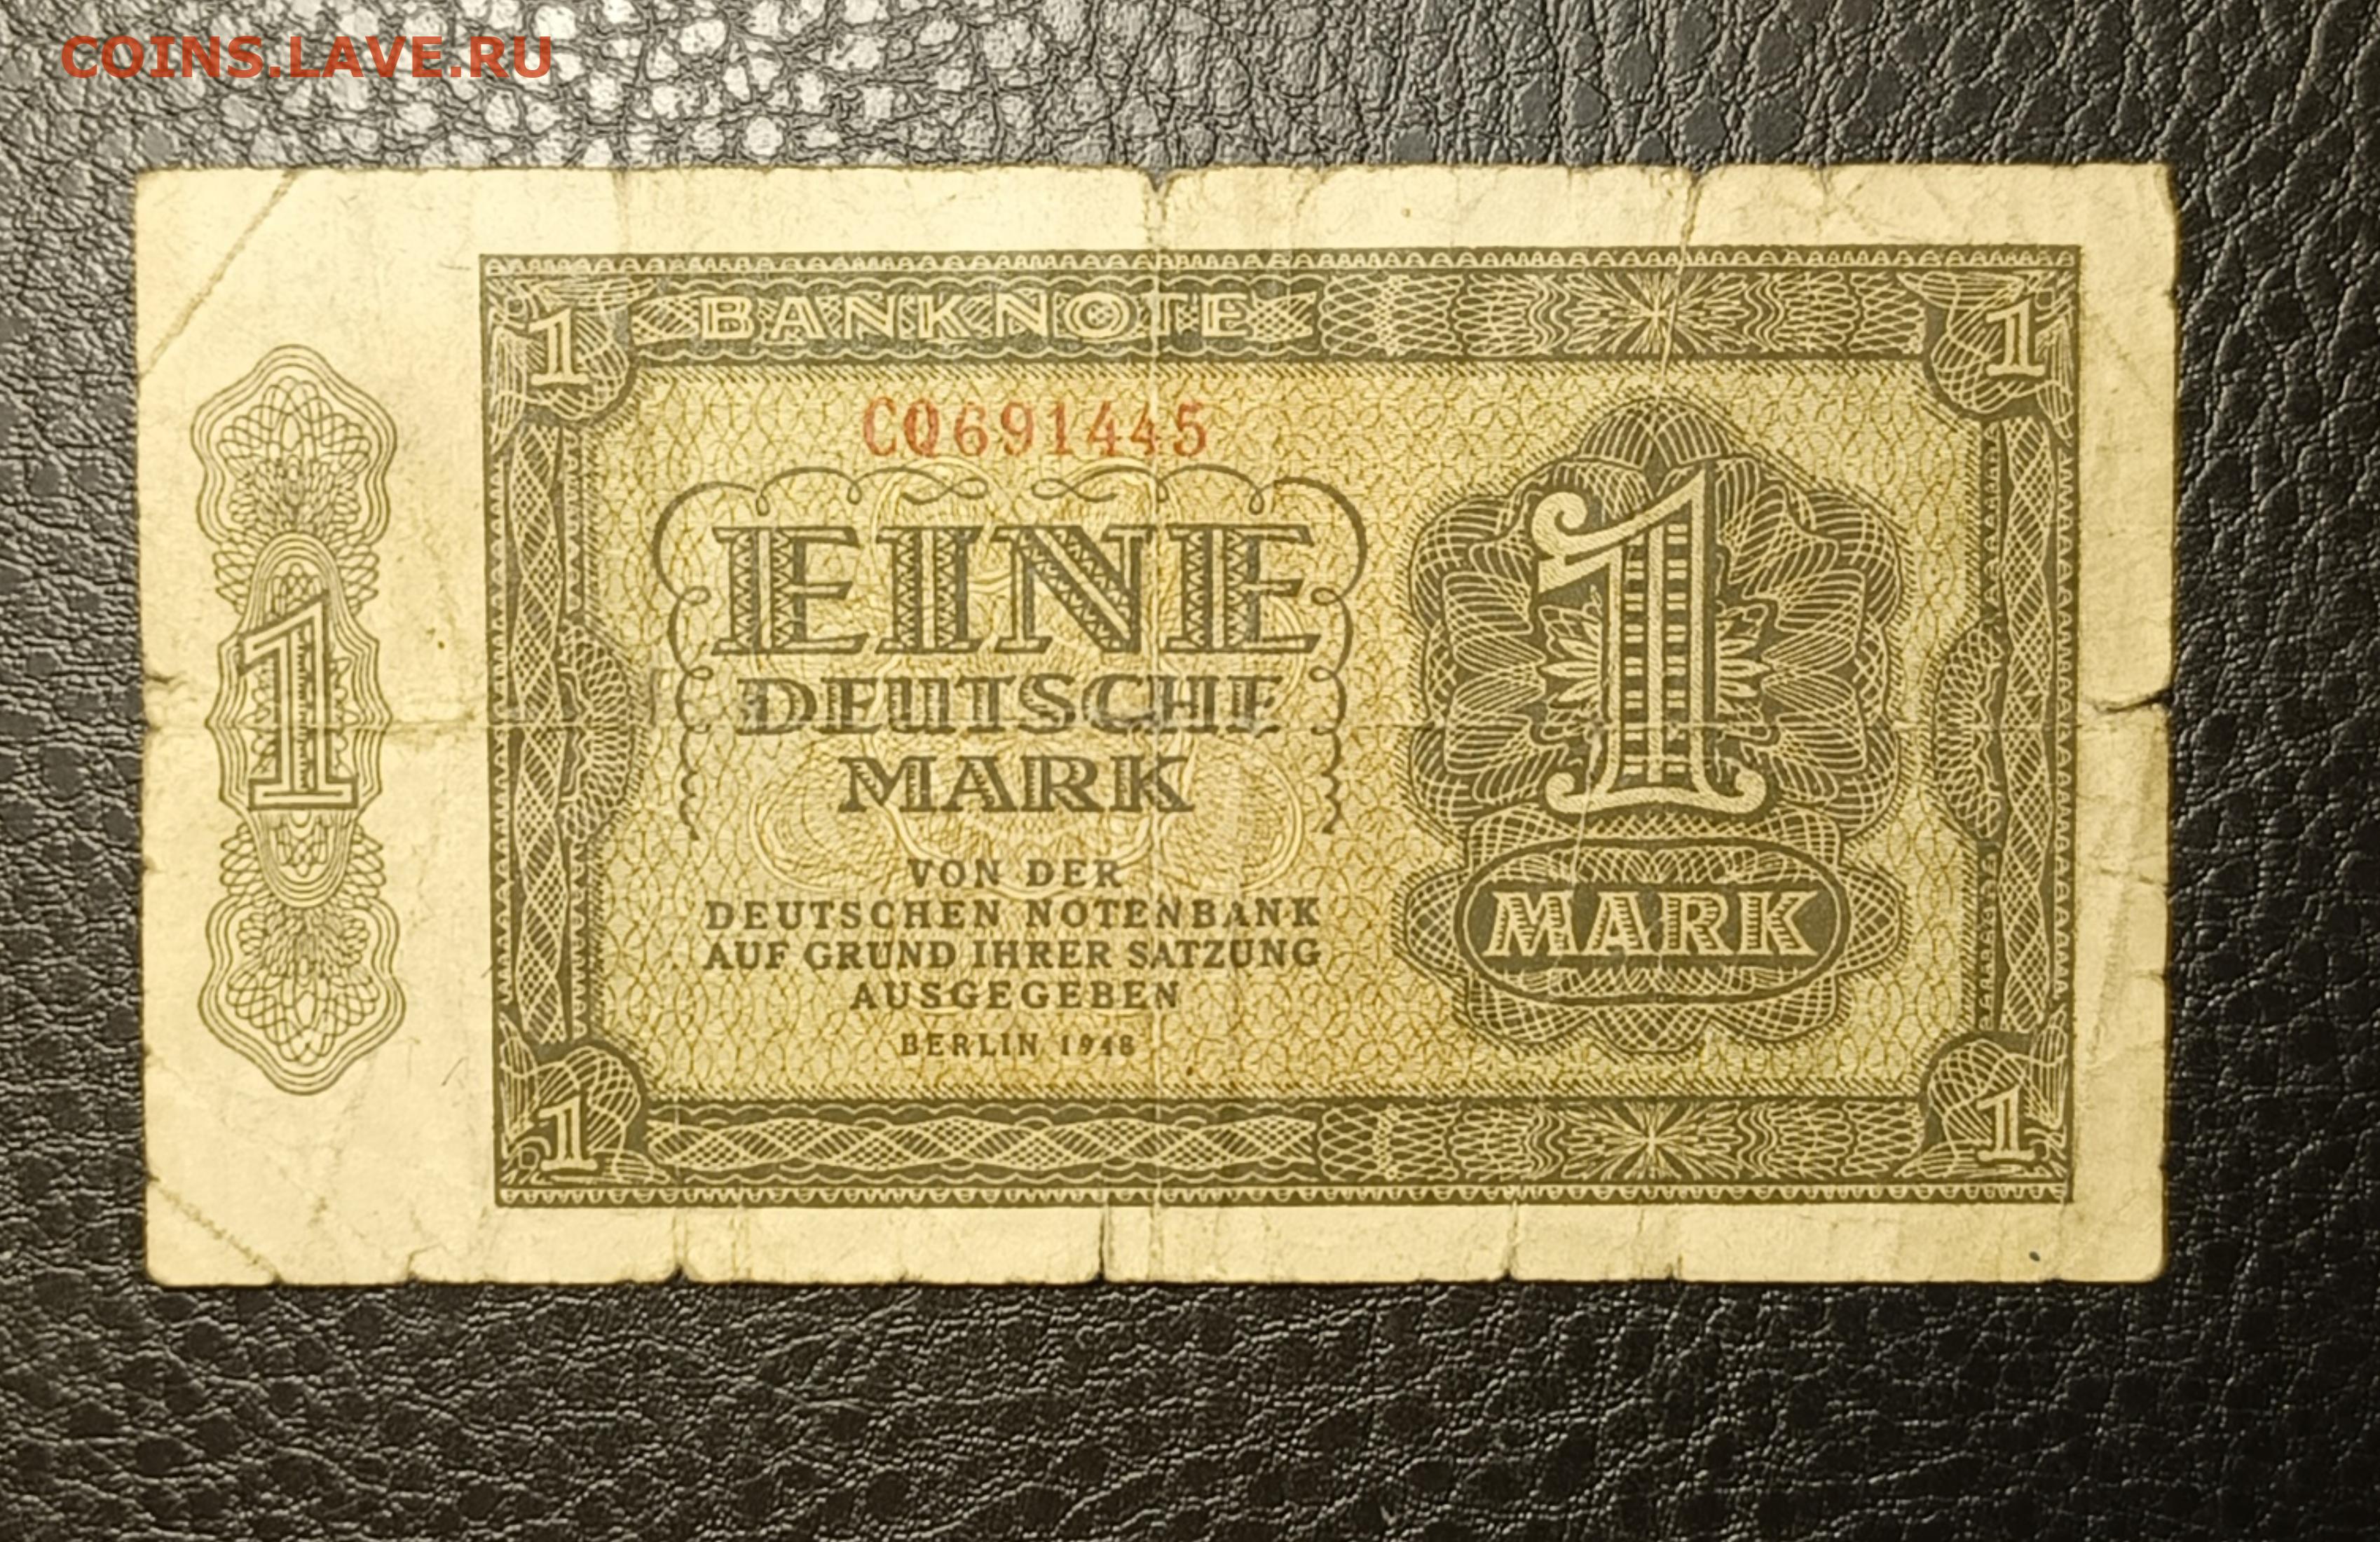 COINS.LAVE.RU
BANKNOTE
1
1
CQ691445
EINE
DEUTSCHE
MARK
1
1
VON DER
DEUTSCHEN NOTENBANK
AUF GRUND IHRER SATZUNG
AUSGEGEBEN
BERLIN 1948
MARK
1
1